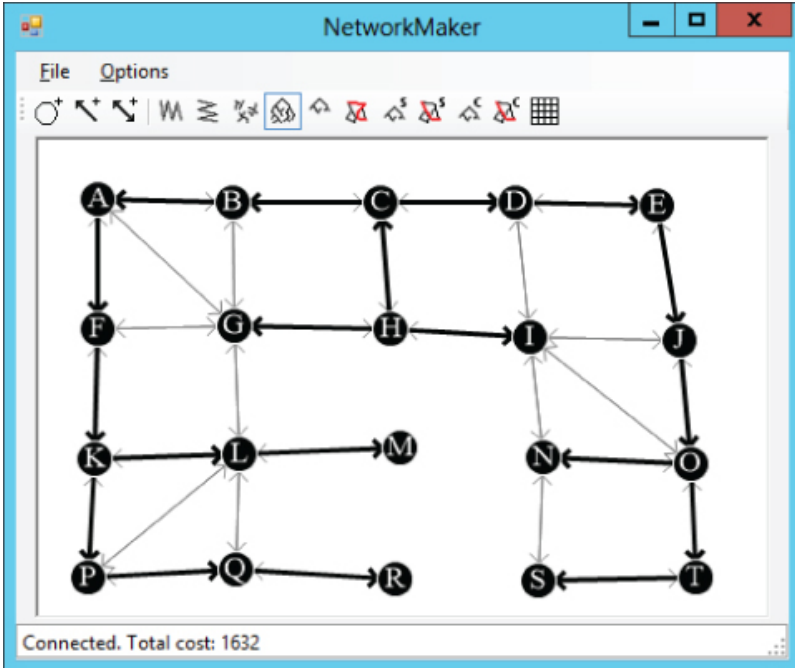 NetworkMaker
File Options
A B C D E
F G H I J
K L M N O
P Q R S T
Connected. Total cost: 1632